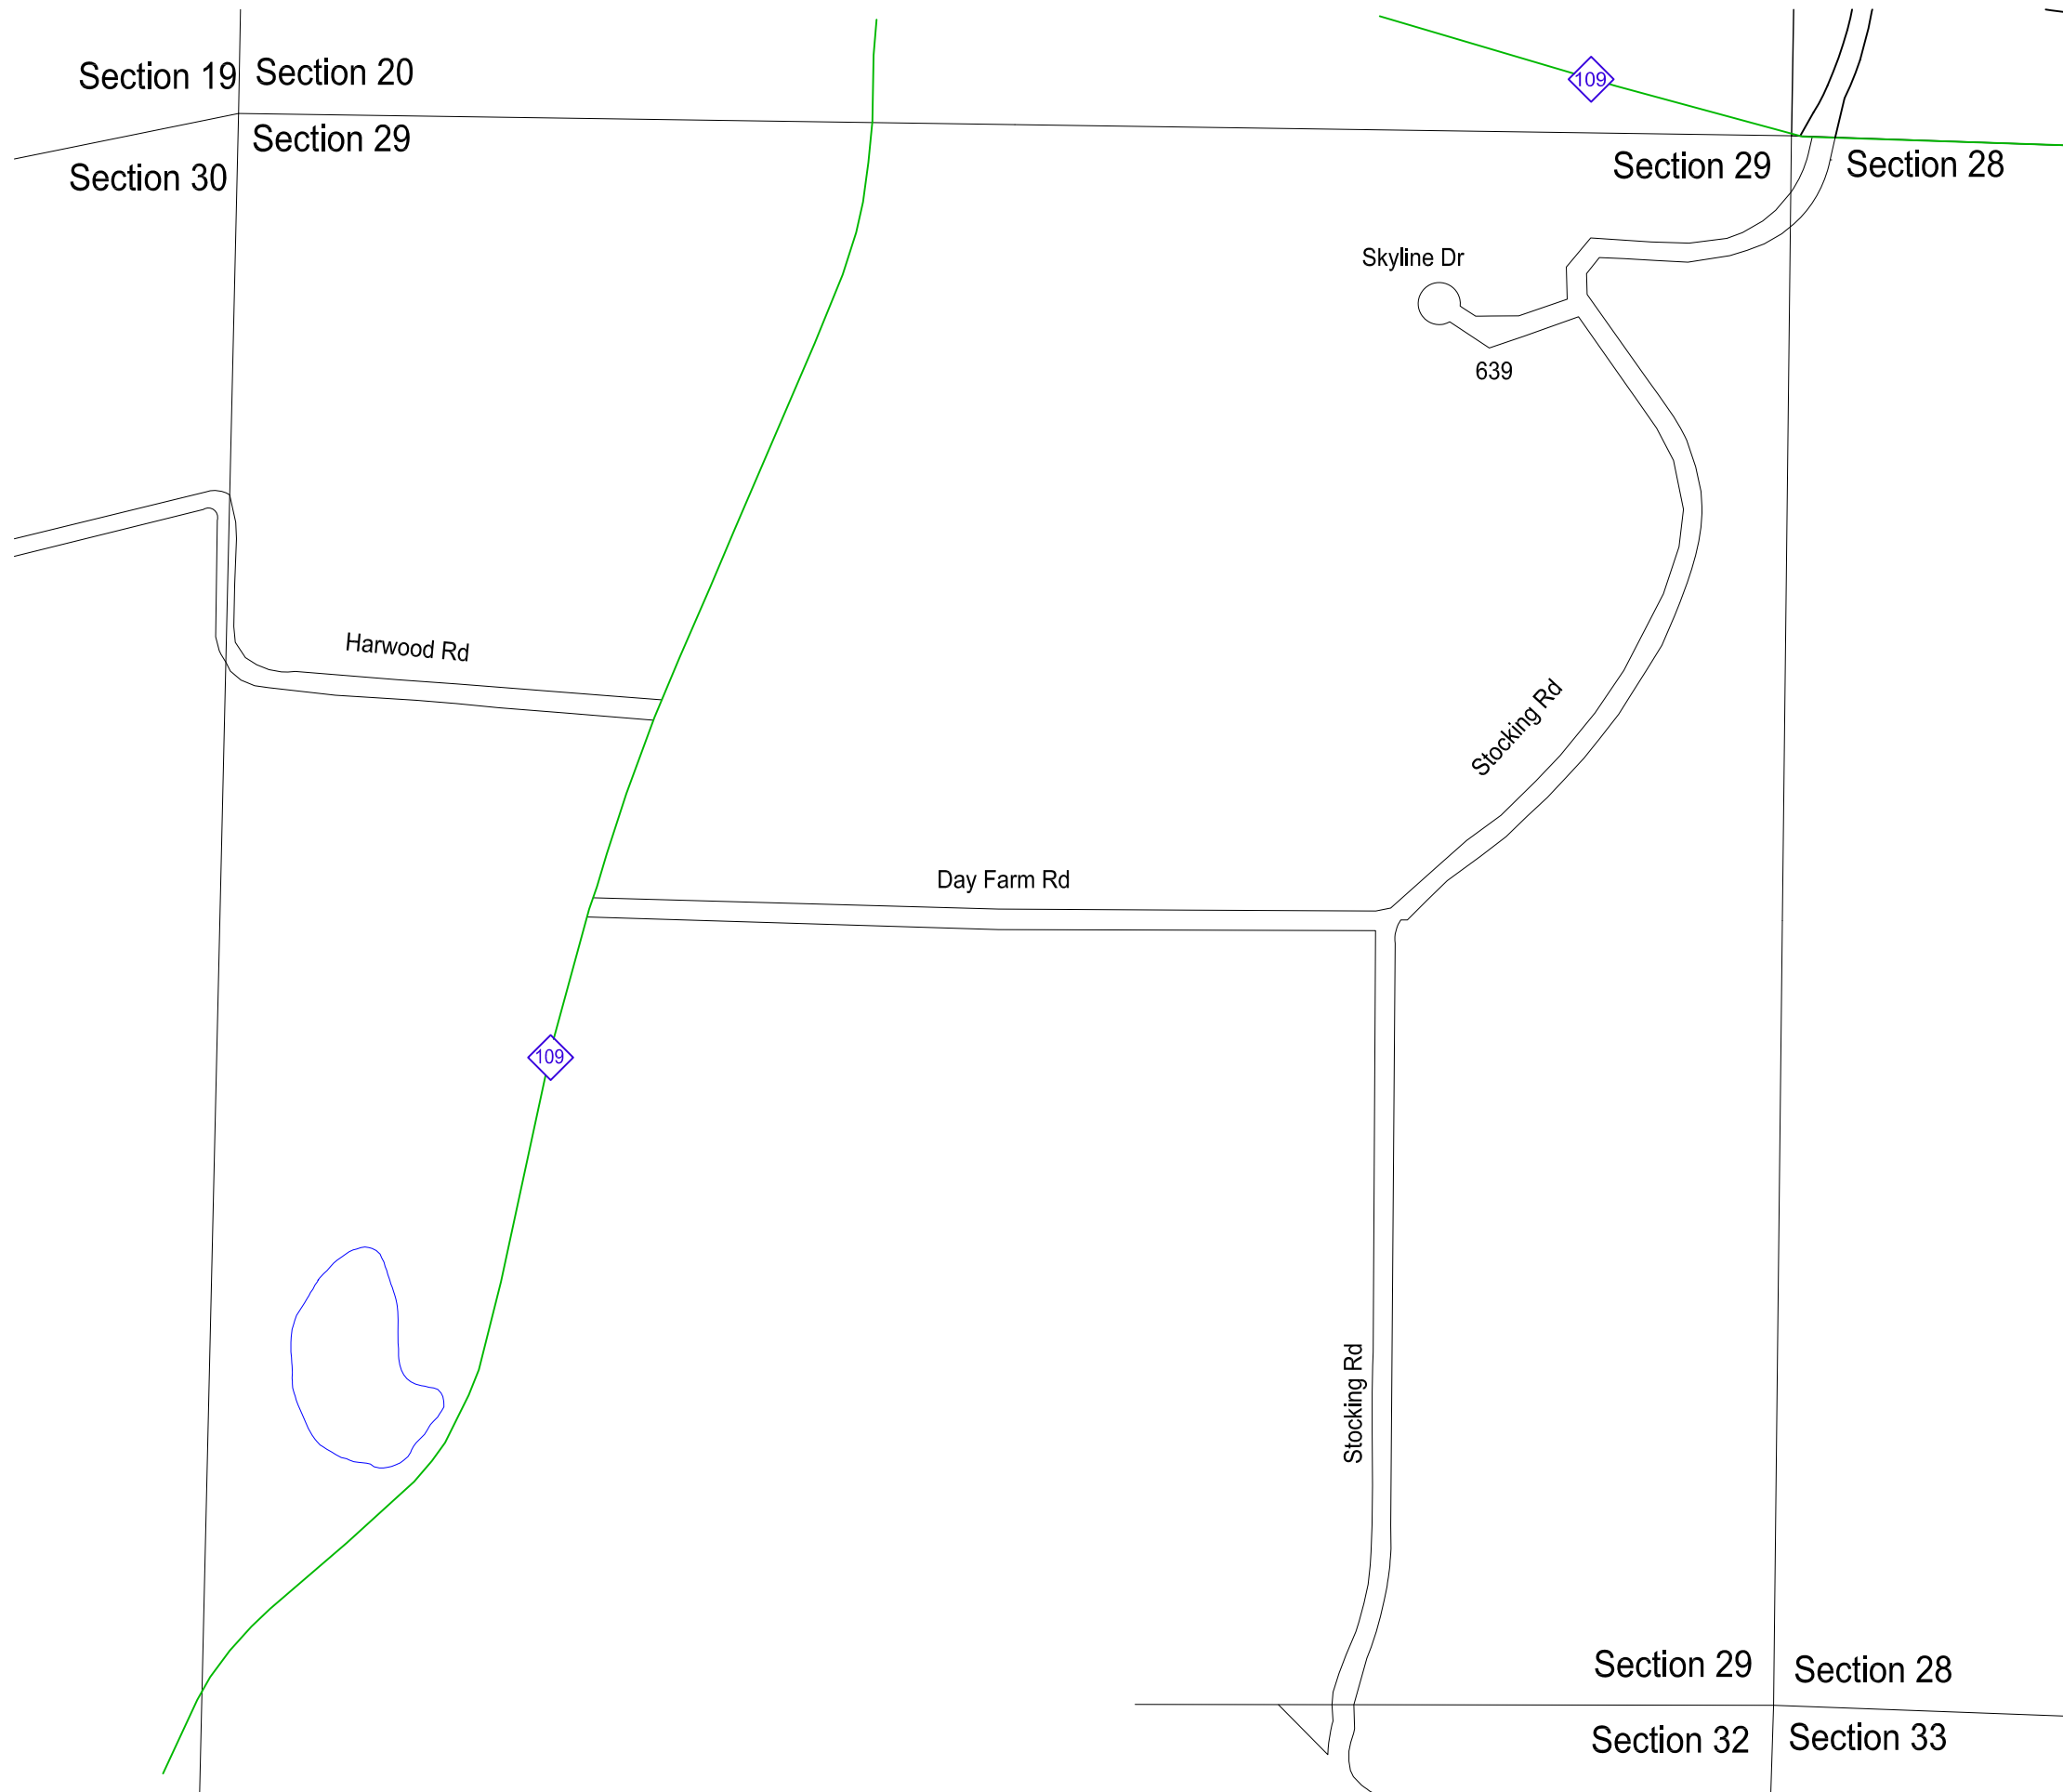 Section 19
Section 20
109
Section 29
Section 30
Section 29
Section 28
Skyline Dr
639
Harwood Rd
Stocking Rd
Day Farm Rd
109
Stocking Rd
Section 29
Section 28
Section 32
Section 33